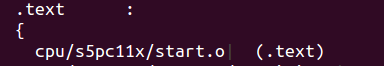 .text :
{
cpu/s5pc11x/start.o (.text)